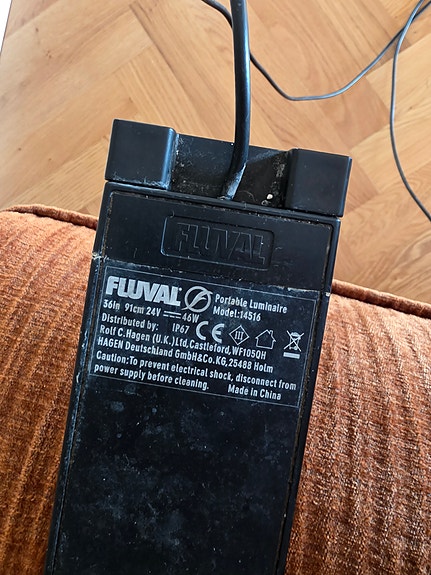 FLUVAL
FLUVAL Portable Luminaire
36in 91cm 24V 46W Model:14516
Distributed by: IP67 CE III
Rolf C.Hagen (U.K.)Ltd,Castleford,WF105QH
HAGEN Deutschland GmbH&Co.KG,25488 Holm
Caution:To prevent electrical shock, disconnect from
power supply before cleaning. Made in China